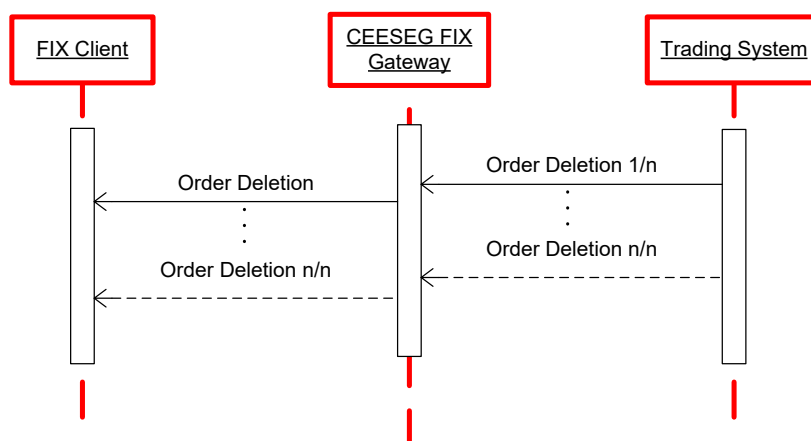 FIX Client
CEESEG FIX
Gateway
Trading System
Order Deletion
Order Deletion 1/n
Order Deletion n/n
Order Deletion n/n